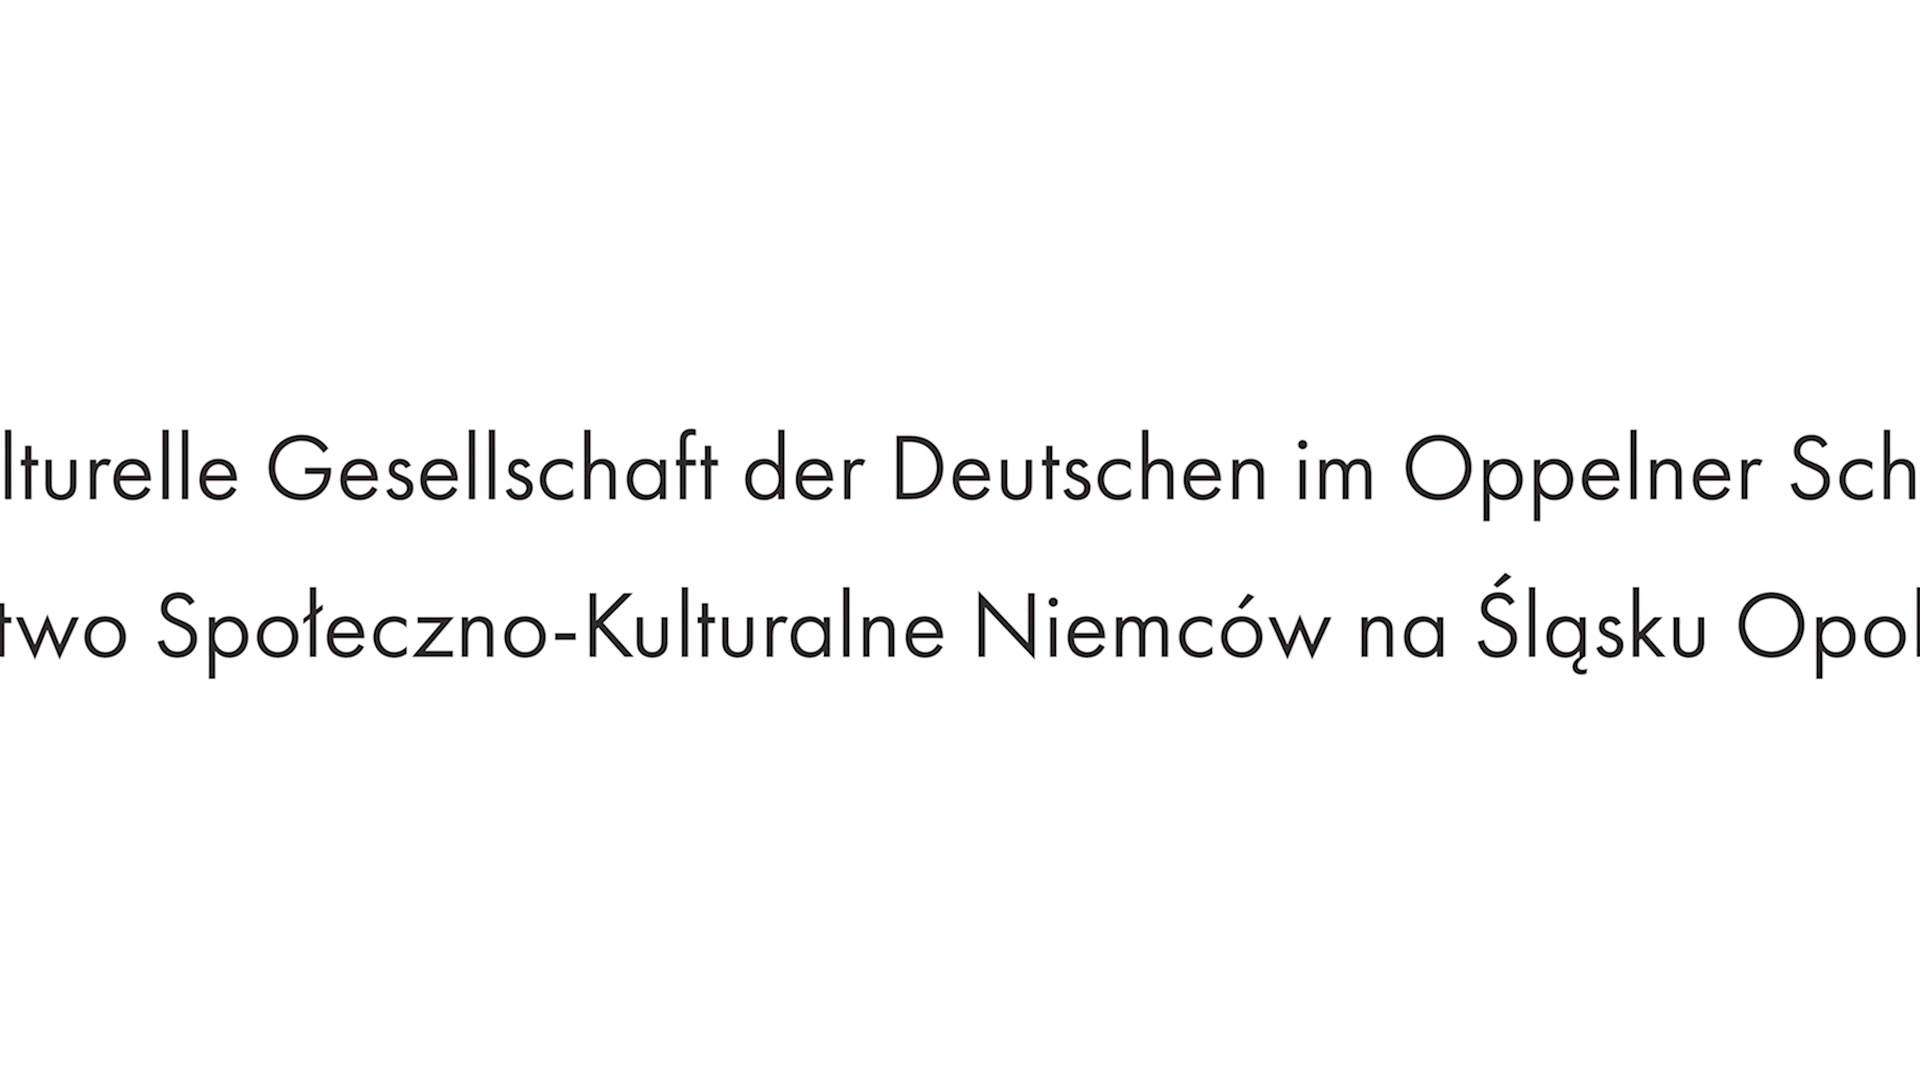 lturelle Gesellschaft der Deutschen im Oppelner Sch
two Społeczno-Kulturalne Niemców na Śląsku Opol